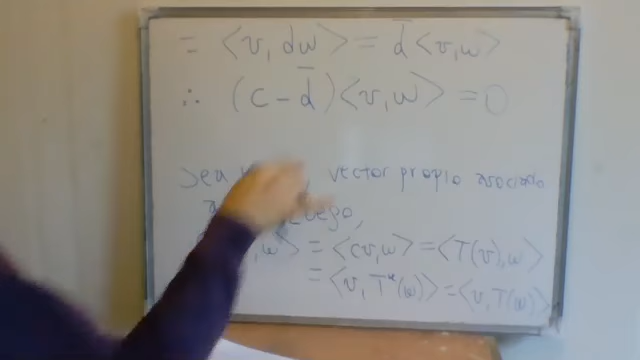 = ⟨v, dw⟩ = d̄⟨v,w⟩
∴ (c - d̄)⟨v,w⟩ = 0
Sea vector propio asociado
Luego,
,w⟩ = ⟨cv,w⟩ = ⟨T(v),w⟩
= ⟨v, T*(w)⟩ = ⟨v,T(w)⟩